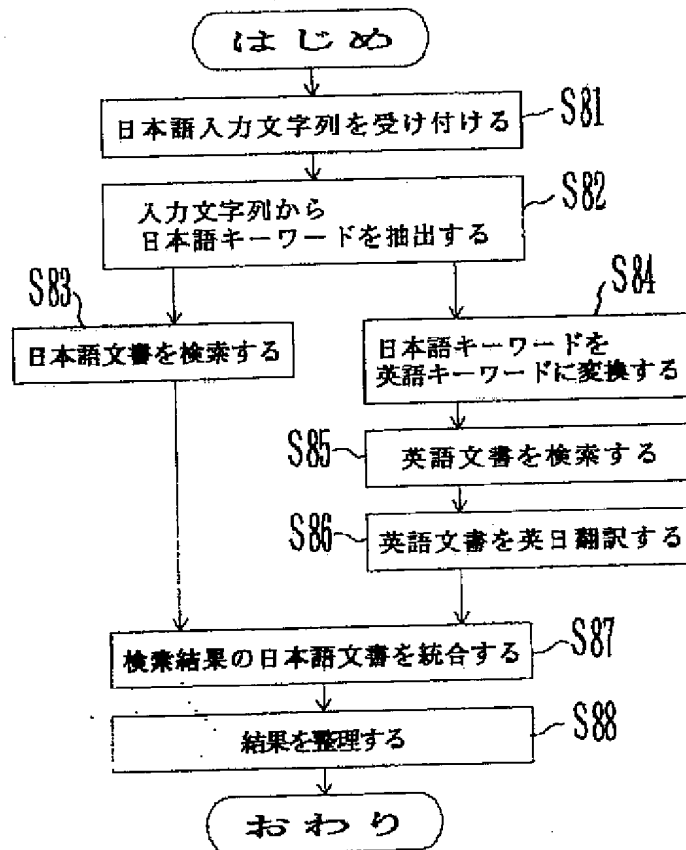 はじめ
日本語入力文字列を受け付ける
S81
入力文字列から
日本語キーワードを抽出する
S82
S83
日本語文書を検索する
S84
日本語キーワードを
英語キーワードに変換する
S85
英語文書を検索する
S86
英語文書を英日翻訳する
検索結果の日本語文書を統合する
S87
結果を整理する
S88
おわり